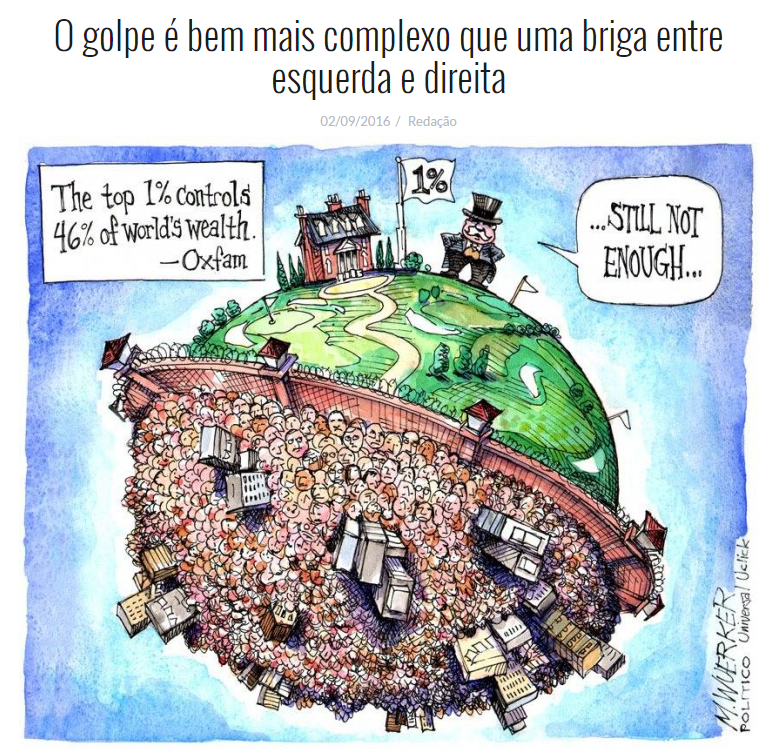 O golpe é bem mais complexo que uma briga entre
esquerda e direita
02/09/2016 / Redação
The top 1% controls
46% of world's wealth.
—Oxfam
1%
...STILL NOT
ENOUGH...
M.WUERKER
POLITICO Universal Uclick